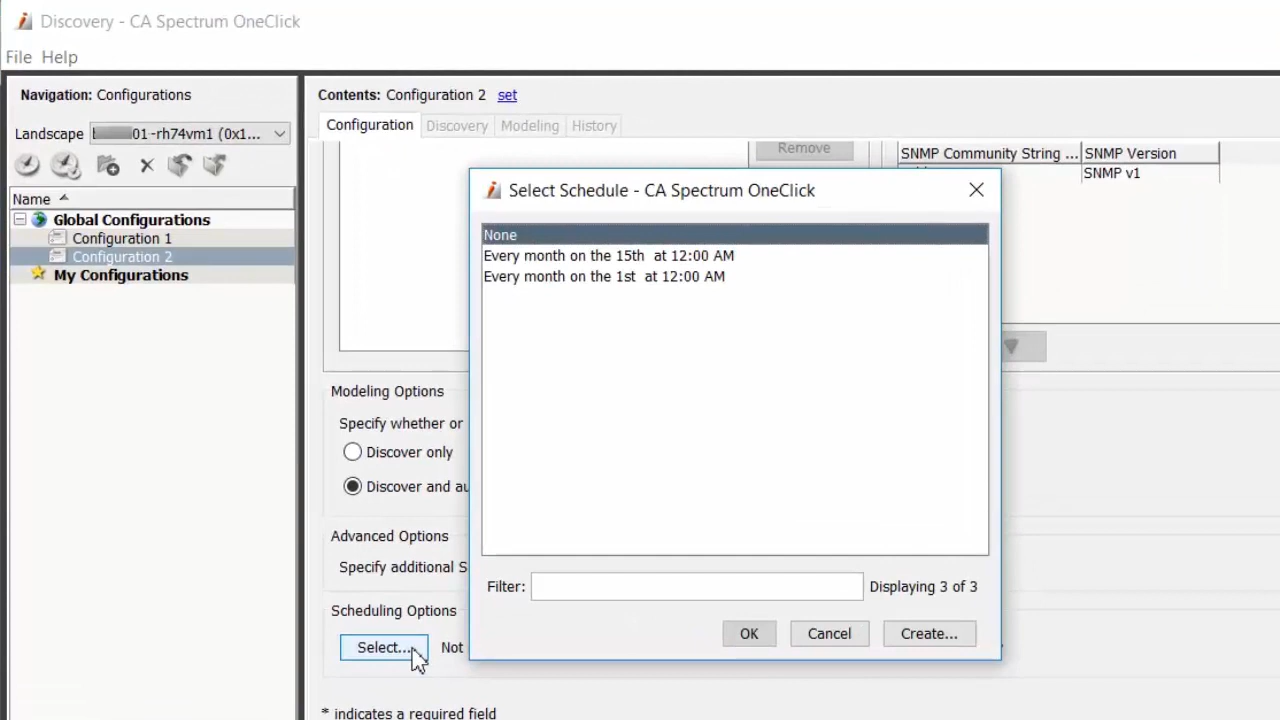 Discovery - CA Spectrum OneClick
File Help
Navigation: Configurations
Landscape 01-rh74vm1 (0x1...
Name
Global Configurations
Configuration 1
Configuration 2
My Configurations
Contents: Configuration 2 set
Configuration Discovery Modeling History
Remove
SNMP Community String ... SNMP Version
SNMP v1
Select Schedule - CA Spectrum OneClick
None
Every month on the 15th at 12:00 AM
Every month on the 1st at 12:00 AM
Filter: Displaying 3 of 3
OK Cancel Create...
Modeling Options
Specify whether or
Discover only
Discover and au
Advanced Options
Specify additional S
Scheduling Options
Select... Not
* indicates a required field